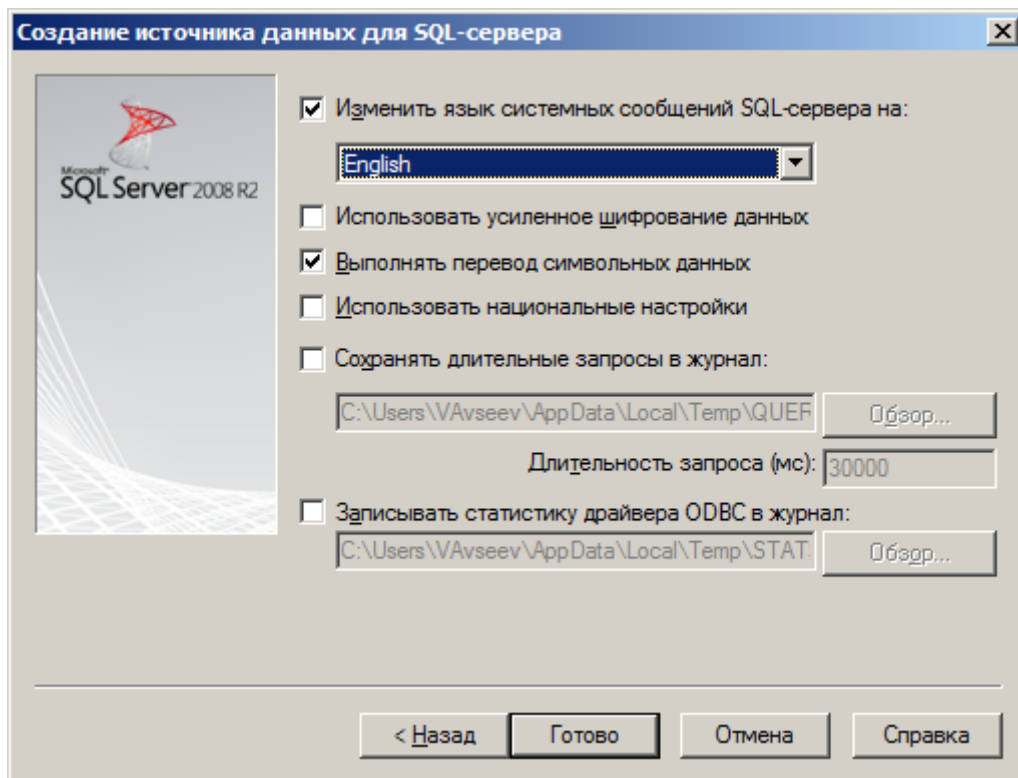 Создание источника данных для SQL-сервера
Microsoft
SQL Server 2008 R2
Изменить язык системных сообщений SQL-сервера на:
English
Использовать усиленное шифрование данных
Выполнять перевод символьных данных
Использовать национальные настройки
Сохранять длительные запросы в журнал:
C:\Users\VAvseev\AppData\Local\Temp\QUER
Обзор...
Длительность запроса (мс): 30000
Записывать статистику драйвера ODBC в журнал:
C:\Users\VAvseev\AppData\Local\Temp\STAT
Обзор...
< Назад Готово Отмена Справка